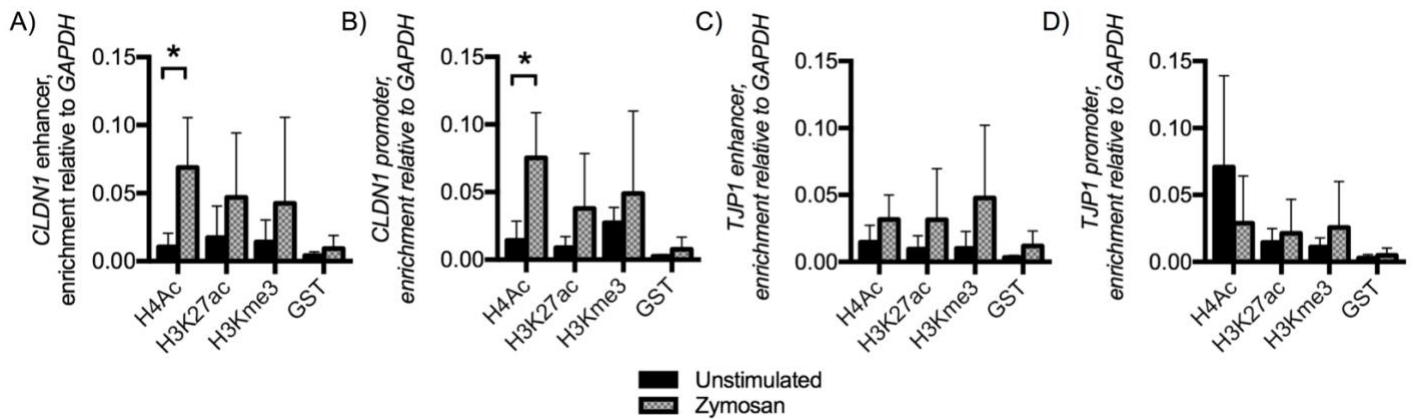 A)
CLDN1 enhancer,
enrichment relative to GAPDH
0.15
0.10
0.05
0.00
*
H4Ac
H3K27ac
H3Kme3
GST
B)
CLDN1 promoter,
enrichment relative to GAPDH
0.15
0.10
0.05
0.00
*
H4Ac
H3K27ac
H3Kme3
GST
C)
TJP1 enhancer,
enrichment relative to GAPDH
0.15
0.10
0.05
0.00
H4Ac
H3K27ac
H3Kme3
GST
D)
TJP1 promoter,
enrichment relative to GAPDH
0.15
0.10
0.05
0.00
H4Ac
H3K27ac
H3Kme3
GST
Unstimulated
Zymosan